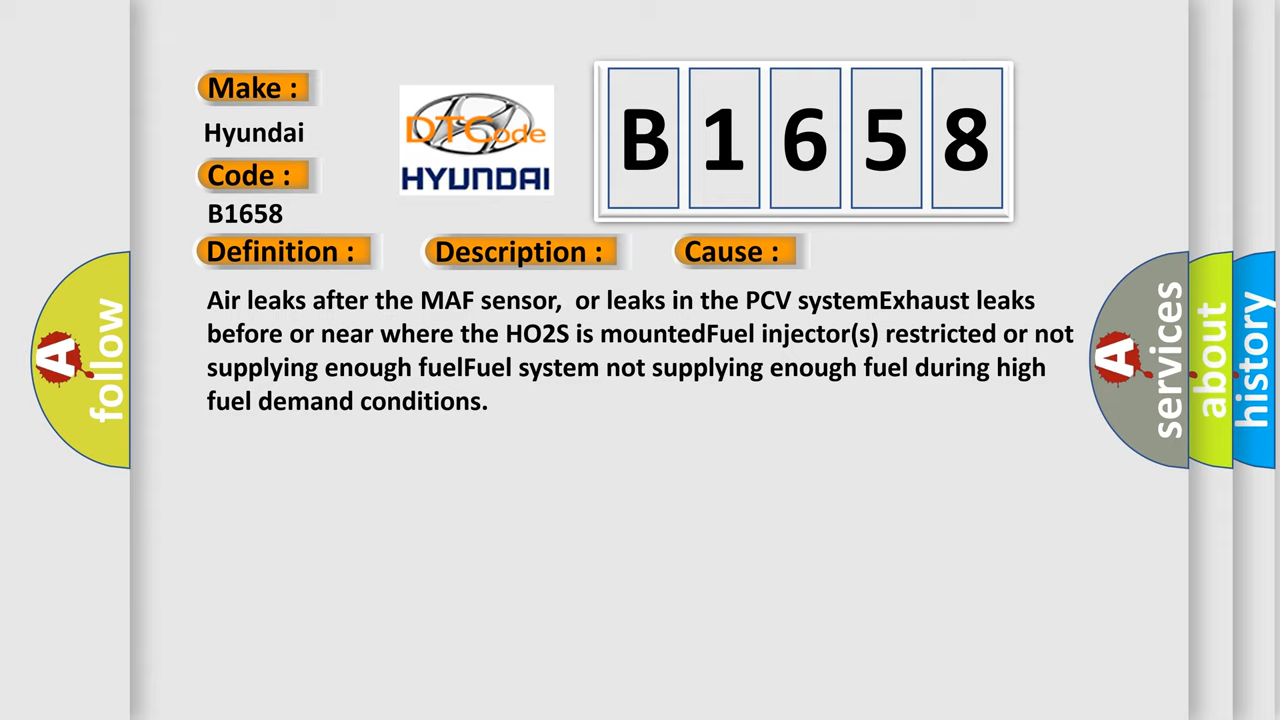 Make :
Hyundai
Code :
B1658
DTCode
HYUNDAI
B 1 6 5 8
Definition :
Description :
Cause :
Air leaks after the MAF sensor,  or leaks in the PCV systemExhaust leaks
before or near where the HO2S is mountedFuel injector(s) restricted or not
supplying enough fuelFuel system not supplying enough fuel during high
fuel demand conditions.
A
follow
A
services
about
history